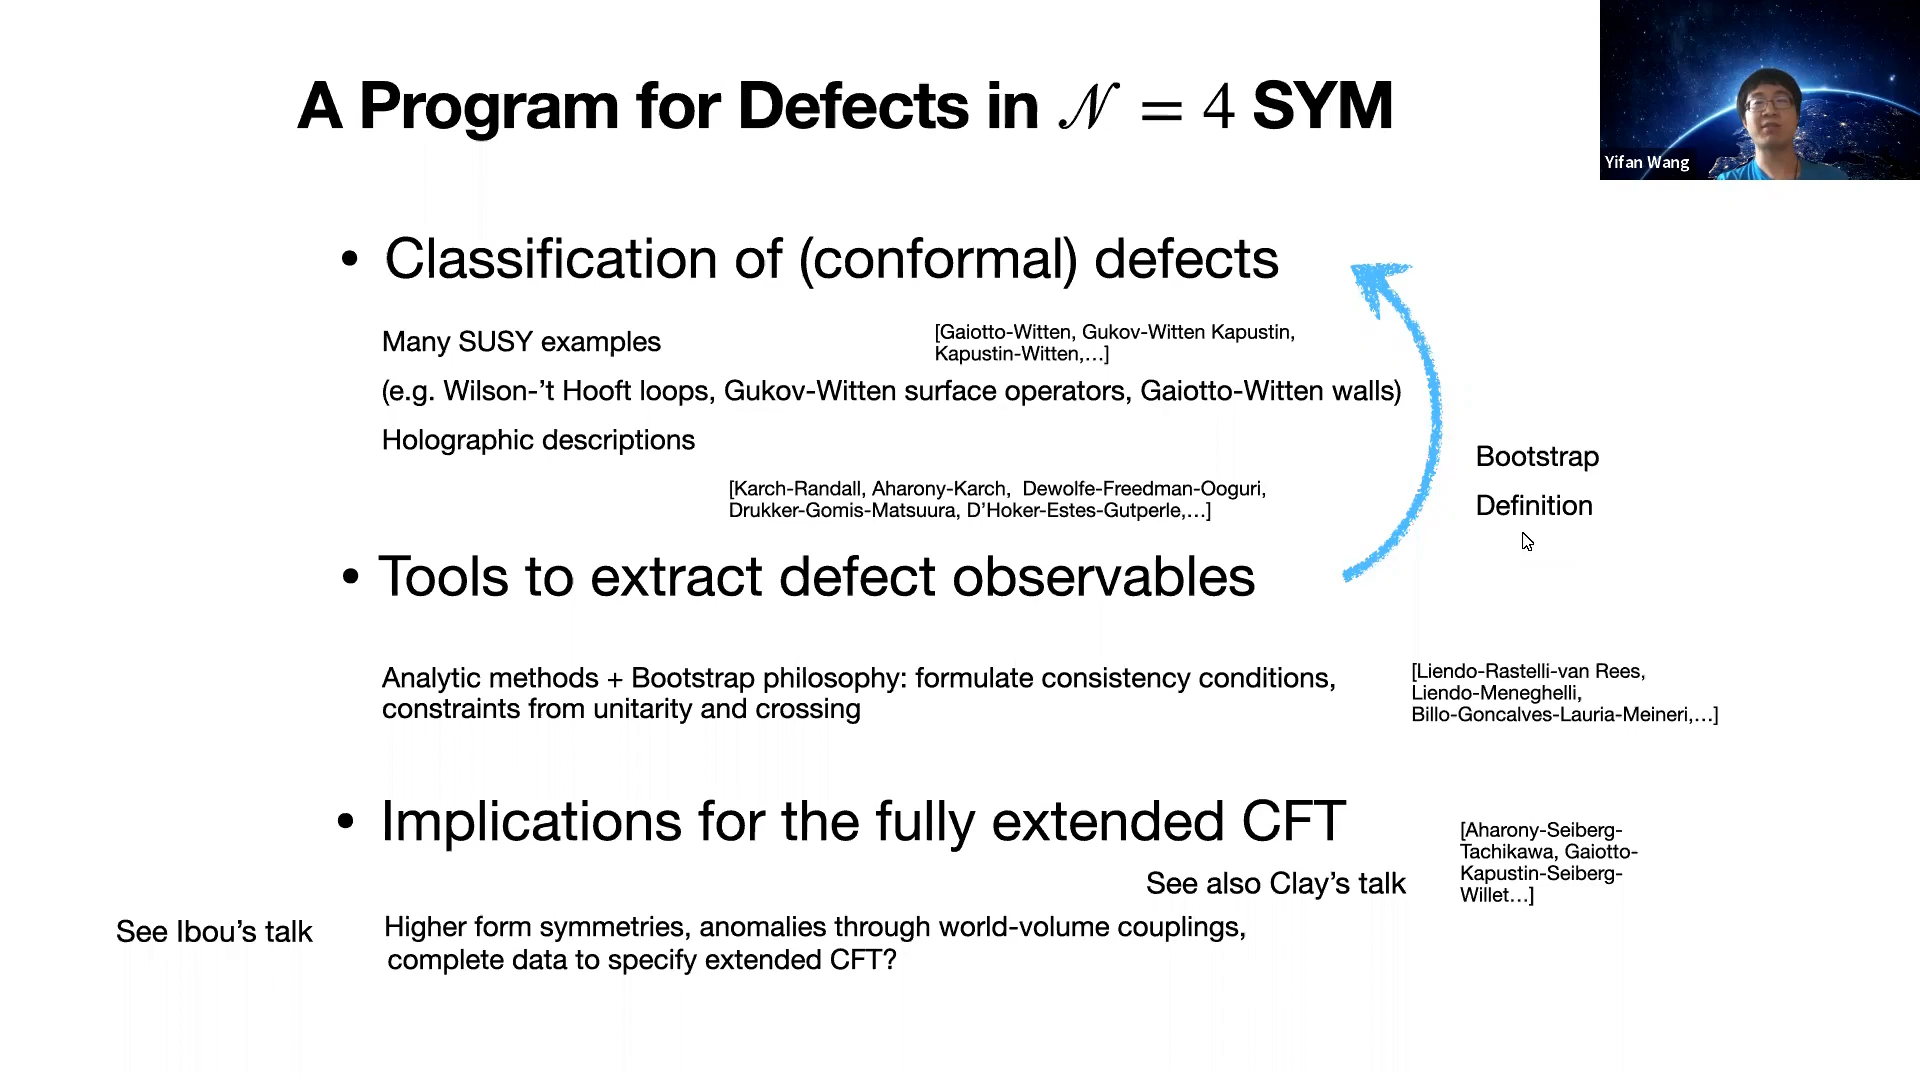 A Program for Defects in 𝒩 = 4 SYM
Yifan Wang
• Classification of (conformal) defects
Many SUSY examples
[Gaiotto-Witten, Gukov-Witten Kapustin,
Kapustin-Witten,…]
(e.g. Wilson-’t Hooft loops, Gukov-Witten surface operators, Gaiotto-Witten walls)
Holographic descriptions
[Karch-Randall, Aharony-Karch, Dewolfe-Freedman-Ooguri,
Drukker-Gomis-Matsuura, D’Hoker-Estes-Gutperle,…]
Bootstrap
Definition
• Tools to extract defect observables
Analytic methods + Bootstrap philosophy: formulate consistency conditions,
constraints from unitarity and crossing
[Liendo-Rastelli-van Rees,
Liendo-Meneghelli,
Billo-Goncalves-Lauria-Meineri,…]
• Implications for the fully extended CFT
[Aharony-Seiberg-
Tachikawa, Gaiotto-
Kapustin-Seiberg-
Willet…]
See also Clay’s talk
See Ibou’s talk
Higher form symmetries, anomalies through world-volume couplings,
complete data to specify extended CFT?